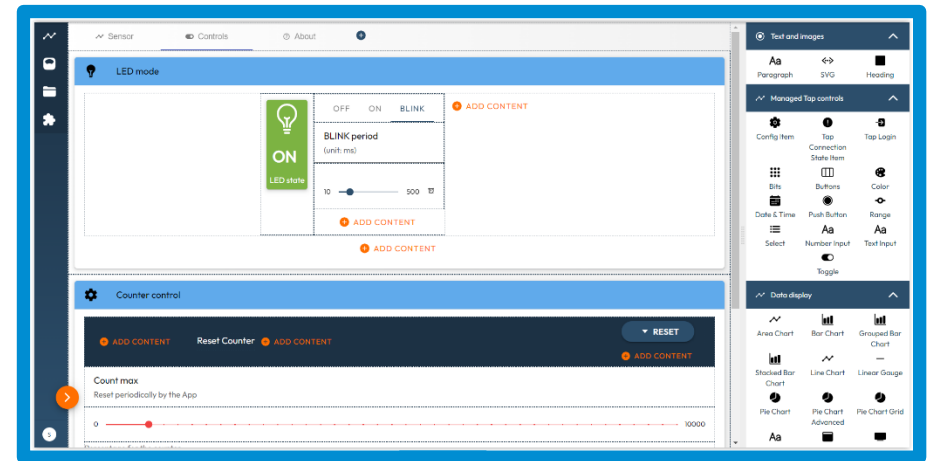 Sensor
Controls
About
LED mode
ON
LED state
OFF ON BLINK
BLINK period
(unit: ms)
10 500
ADD CONTENT
ADD CONTENT
ADD CONTENT
Counter control
ADD CONTENT
Reset Counter
ADD CONTENT
RESET
ADD CONTENT
Count max
Reset periodically by the App
0 10000
S
Text and images
Aa
Paragraph
SVG
Heading
Managed Tap controls
Config Item
Tap Connection State Item
Tap Login
Bits
Buttons
Color
Date & Time
Push Button
Range
Select
Aa
Number Input
Aa
Text Input
Toggle
Data display
Area Chart
Bar Chart
Grouped Bar Chart
Stacked Bar Chart
Line Chart
Linear Gauge
Pie Chart
Pie Chart Advanced
Pie Chart Grid
Aa